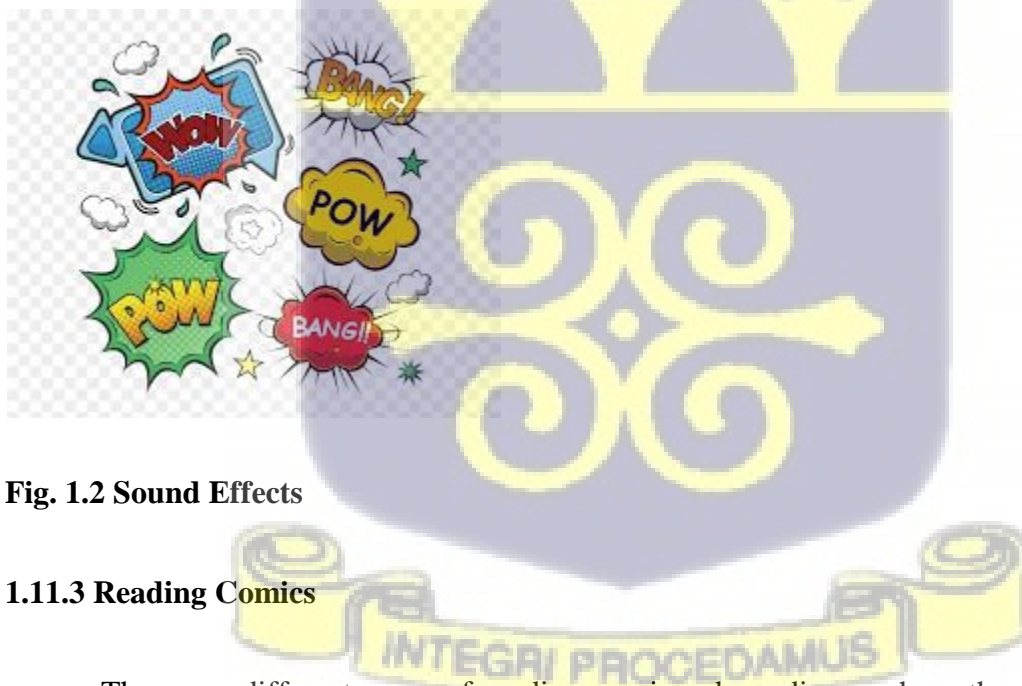 WOW
BANG!
POW
POW
BANG!!
Fig. 1.2 Sound Effects
1.11.3 Reading Comics
INTEGRI PROCEDAMUS